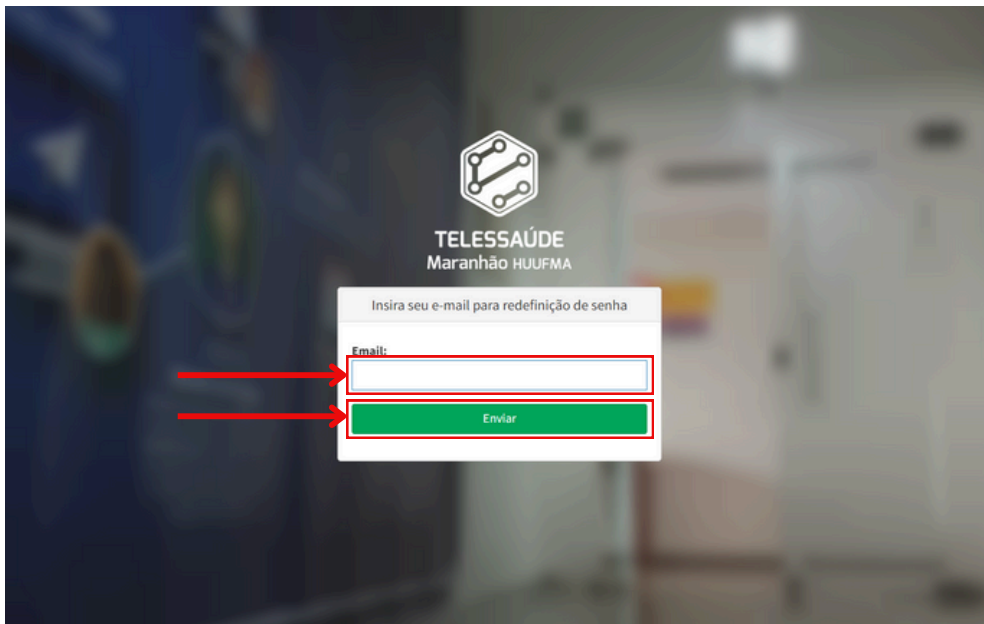 TELESSAÚDE
Maranhão HUUFMA
Insira seu e-mail para redefinição de senha
Email:
Enviar